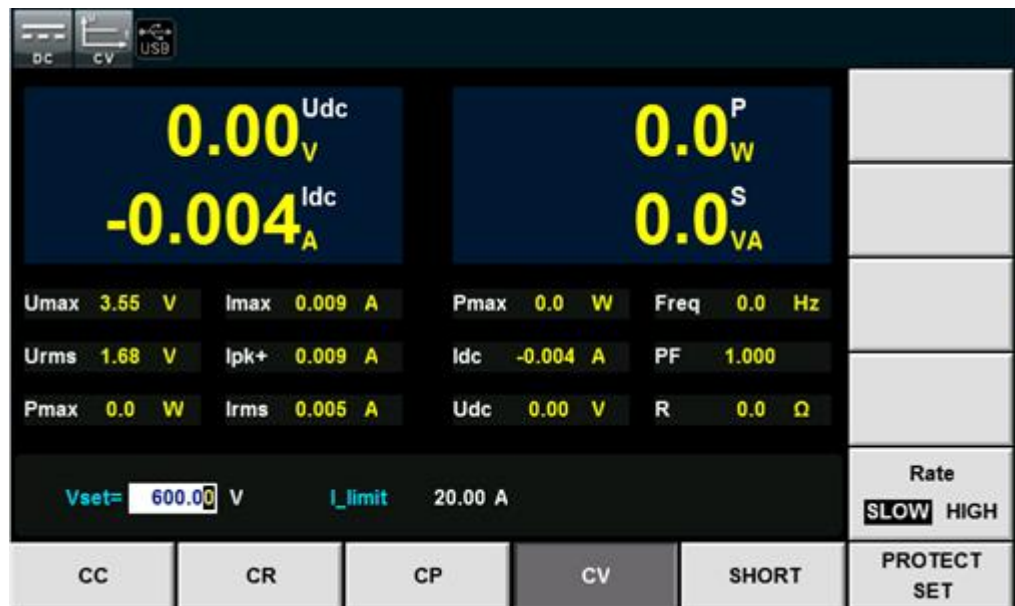 DC CV USB
0.00 Udc V
-0.004 Idc A
0.0 P W
0.0 S VA
Umax 3.55 V Imax 0.009 A Pmax 0.0 W Freq 0.0 Hz
Urms 1.68 V Ipk+ 0.009 A Idc -0.004 A PF 1.000
Pmax 0.0 W Irms 0.005 A Udc 0.00 V R 0.0 Ω
Vset= 600.00 V I_limit 20.00 A
Rate
SLOW HIGH
CC CR CP CV SHORT
PROTECT
SET